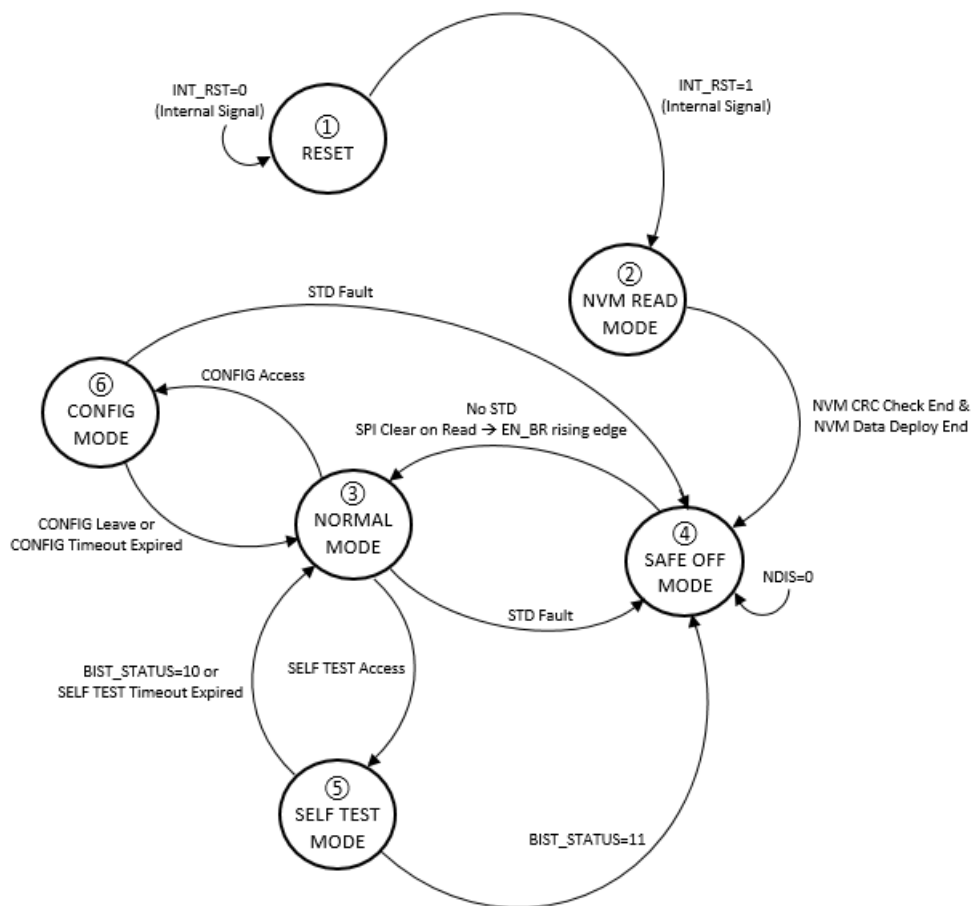 INT_RST=0
(Internal Signal)
①
RESET
INT_RST=1
(Internal Signal)
②
NVM READ
MODE
STD Fault
⑥
CONFIG
MODE
CONFIG Access
No STD
SPI Clear on Read → EN_BR rising edge
NVM CRC Check End &
NVM Data Deploy End
③
NORMAL
MODE
CONFIG Leave or
CONFIG Timeout Expired
④
SAFE OFF
MODE
NDIS=0
STD Fault
BIST_STATUS=10 or
SELF TEST Timeout Expired
SELF TEST Access
⑤
SELF TEST
MODE
BIST_STATUS=11